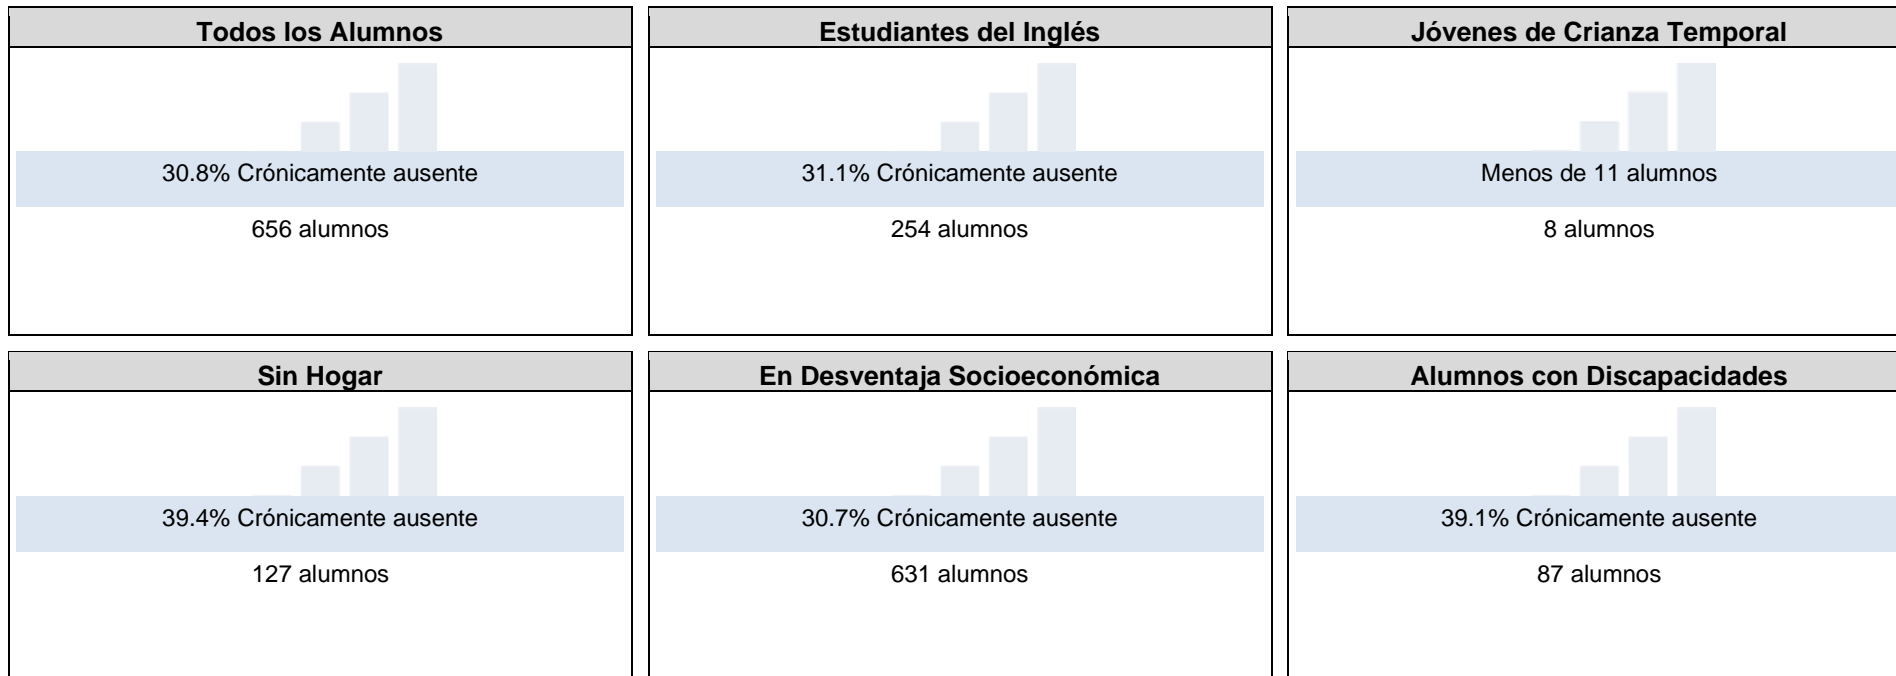 Todos los Alumnos
30.8% Crónicamente ausente
656 alumnos
Estudiantes del Inglés
31.1% Crónicamente ausente
254 alumnos
Jóvenes de Crianza Temporal
Menos de 11 alumnos
8 alumnos
Sin Hogar
39.4% Crónicamente ausente
127 alumnos
En Desventaja Socioeconómica
30.7% Crónicamente ausente
631 alumnos
Alumnos con Discapacidades
39.1% Crónicamente ausente
87 alumnos